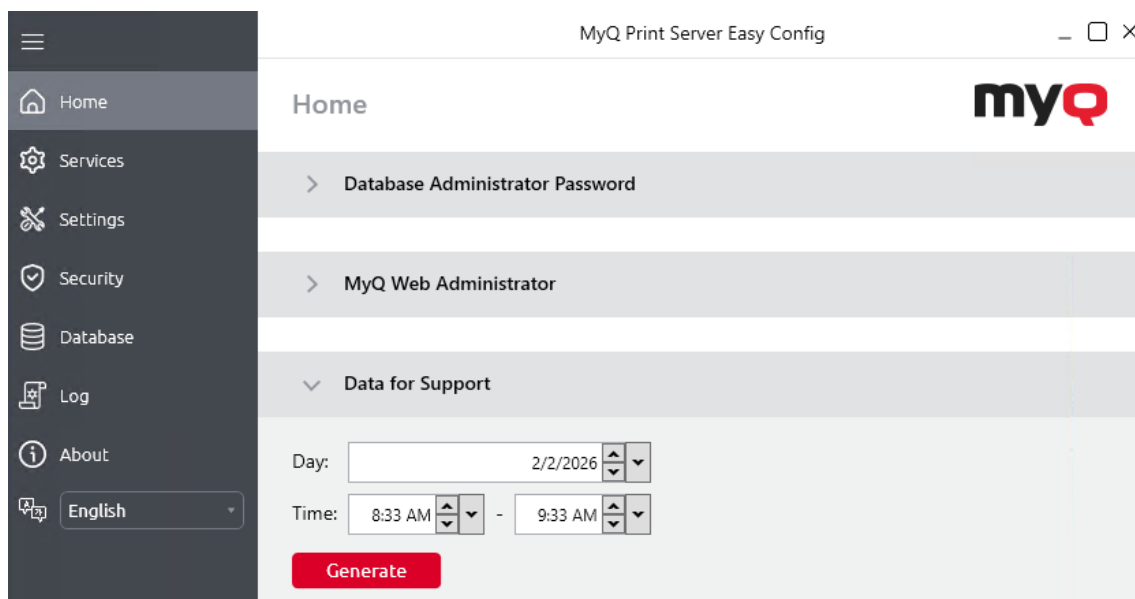 MyQ Print Server Easy Config
Home
Services
Settings
Security
Database
Log
About
English
Home
myQ
Database Administrator Password
MyQ Web Administrator
Data for Support
Day: 2/2/2026
Time: 8:33 AM - 9:33 AM
Generate